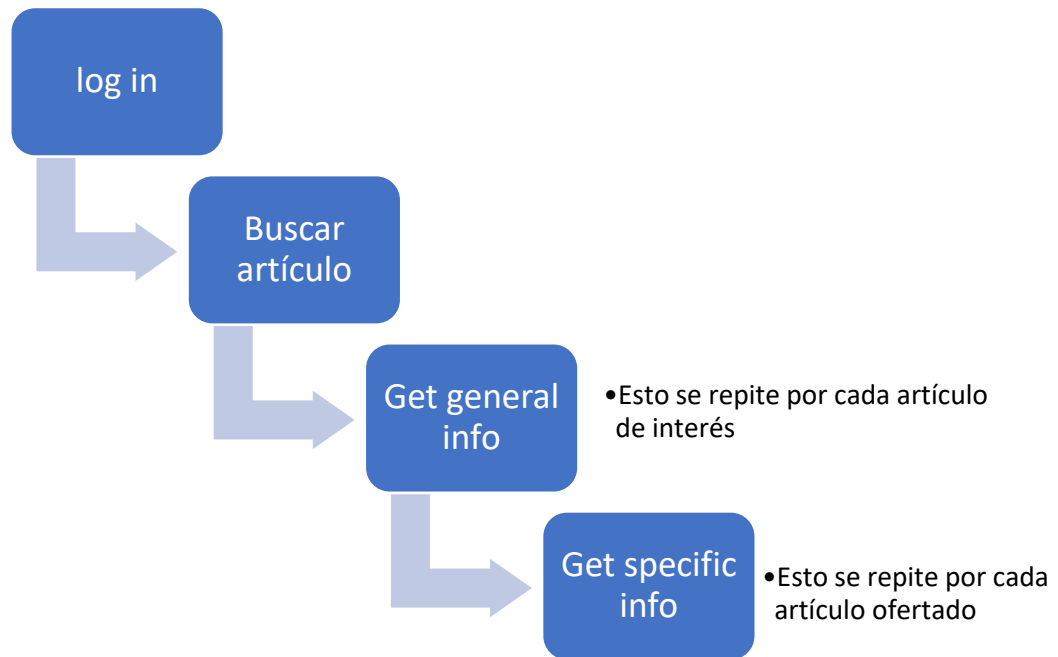 log in
Buscar
artículo
Get general
info
•Esto se repite por cada artículo
de interés
Get specific
info
•Esto se repite por cada
artículo ofertado